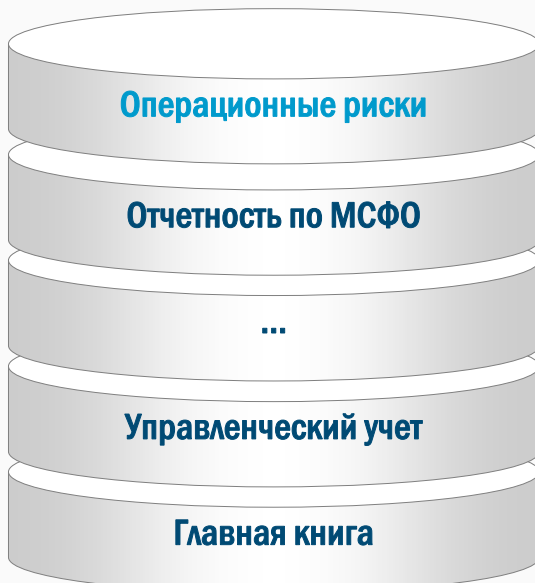 Операционные риски
Отчетность по МСФО
...
Управленческий учет
Главная книга